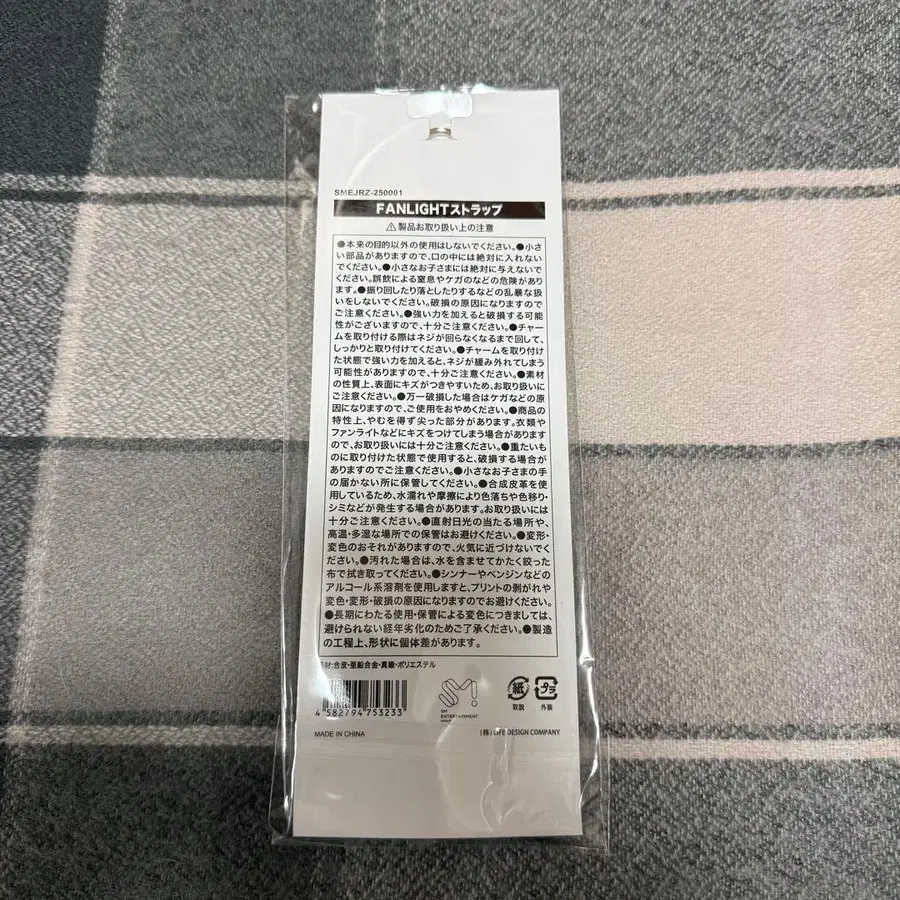 SMEJRZ-250001
FANLIGHTストラップ
⚠製品お取り扱い上の注意
●本来の目的以外の使用はしないでください。●小さ
い部品がありますので、口の中には絶対に入れない
でください。●小さなお子さまには絶対に与えないで
ください。誤飲による窒息やケガのなどの危険があり
ます。●振り回したり落としたりするなどの乱暴な扱
いをしないでください。破損の原因になりますので
ご注意ください。●強い力を加えると破損する可能
性がございますので、十分ご注意ください。●チャー
ムを取り付ける際はネジが回らなくなるまで回して、
しっかりと取り付けてください。●チャームを取り付け
た状態で強い力を加えると、ネジが緩み外れてしまう
可能性がありますので、十分ご注意ください。●素材
の性質上、表面にキズがつきやすいため、お取り扱いに
ご注意ください。●万一破損した場合はケガなどの原
因になりますので、ご使用をおやめください。●商品の
特性上、やむを得ず尖った部分があります。衣類や
ファンライトなどにキズをつけてしまう場合があります
ので、お取り扱いには十分ご注意ください。●重たいも
のに取り付けた状態で使用すると、破損する場合が
ありますのでご注意ください。●小さなお子さまの手
の届かない所に保管してください。●合成皮革を使
用しているため、水濡れや摩擦により色落ちや色移り・
シミなどが発生する場合があります。お取り扱いには
十分ご注意ください。●直射日光の当たる場所や、
高温・多湿な場所での保管はお避けください。●変形・
変色のおそれがありますので、火気に近づけないでく
ださい。●汚れた場合は、水を含ませてかたく絞った
布で拭き取ってください。●シンナーやベンジンなどの
アルコール系溶剤を使用しますと、プリントの剥がれや
変色・変形・破損の原因になりますのでお避けください。
●長期にわたる使用・保管による変色につきましては、
避けられない経年劣化のためご了承ください。●製造
の工程上、形状に個体差があります。
材:合皮・亜鉛合金・真鍮・ポリエステル
4 582794 753233
SM!
SM
ENTERTAINMENT
紙
取説
プラ
外装
MADE IN CHINA
(株) LIFE DESIGN COMPANY